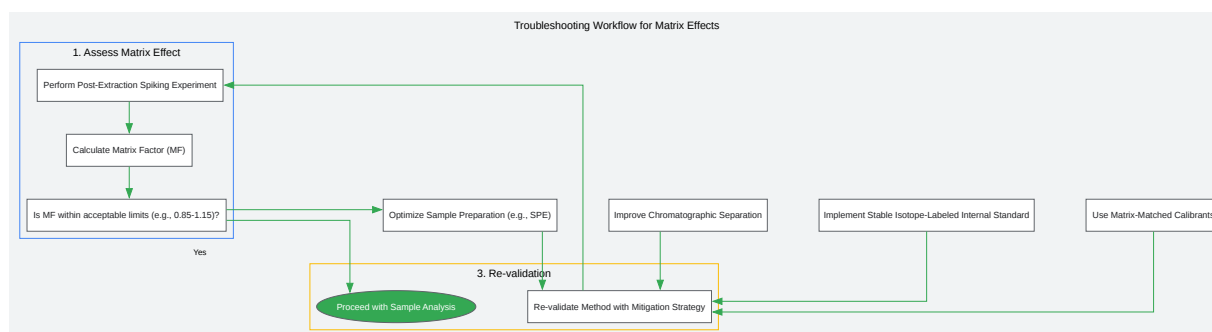 Troubleshooting Workflow for Matrix Effects
1. Assess Matrix Effect
Perform Post-Extraction Spiking Experiment
Calculate Matrix Factor (MF)
Is MF within acceptable limits (e.g., 0.85-1.15)?
Optimize Sample Preparation (e.g., SPE)
Improve Chromatographic Separation
Implement Stable Isotope-Labeled Internal Standard
Use Matrix-Matched Calibrants
Yes
3. Re-validation
Proceed with Sample Analysis
Re-validate Method with Mitigation Strategy